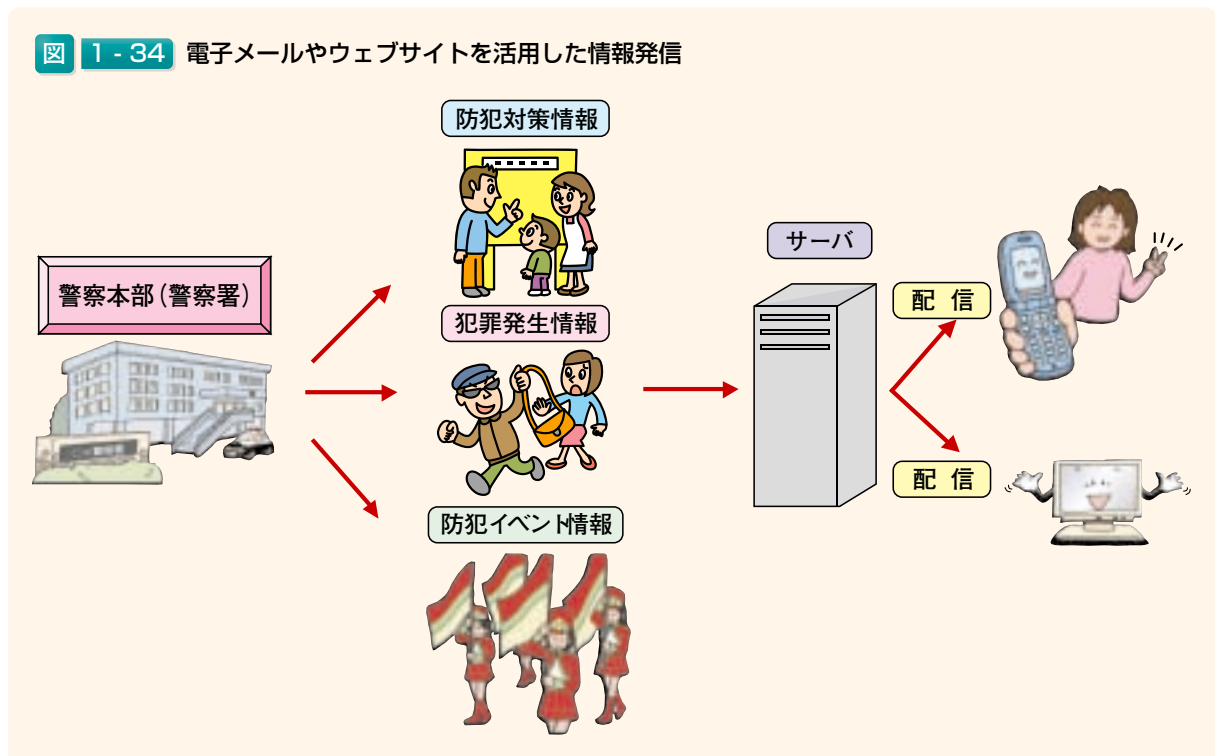 図 1-34 電子メールやウェブサイトを活用した情報発信
防犯対策情報
警察本部(警察署)
犯罪発生情報
防犯イベント情報
サーバ
配 信
配 信